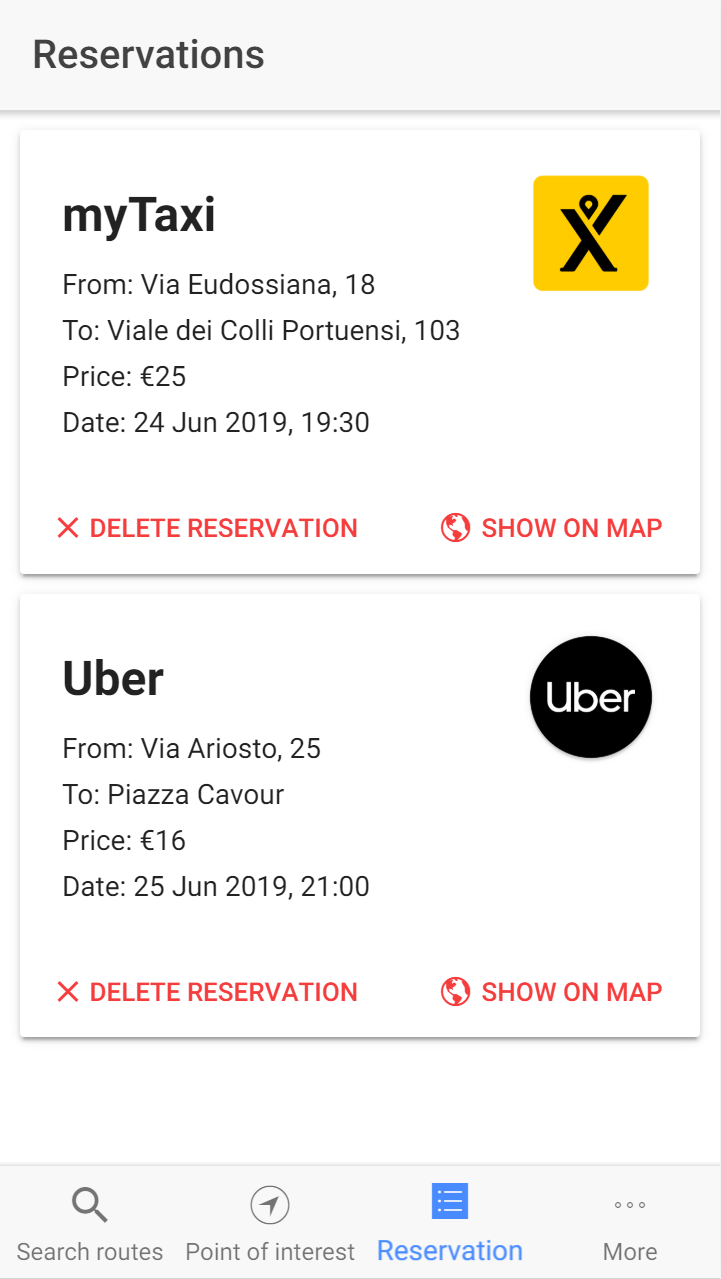 Reservations
myTaxi
From: Via Eudossiana, 18
To: Viale dei Colli Portuensi, 103
Price: €25
Date: 24 Jun 2019, 19:30
DELETE RESERVATION SHOW ON MAP
Uber
Uber
From: Via Ariosto, 25
To: Piazza Cavour
Price: €16
Date: 25 Jun 2019, 21:00
DELETE RESERVATION SHOW ON MAP
Search routes Point of interest Reservation More